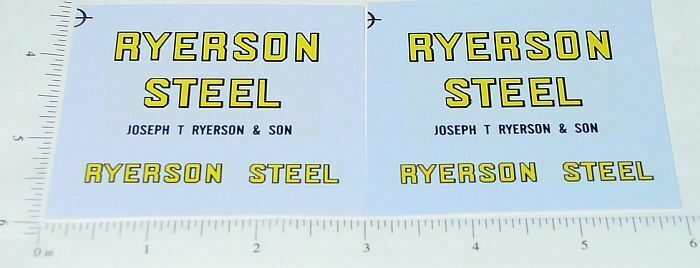 RYERSON
STEEL
JOSEPH T RYERSON & SON
RYERSON STEEL
RYERSON
STEEL
JOSEPH T RYERSON & SON
RYERSON STEEL
4
5
6
0 in 1 2 3 4 5 6